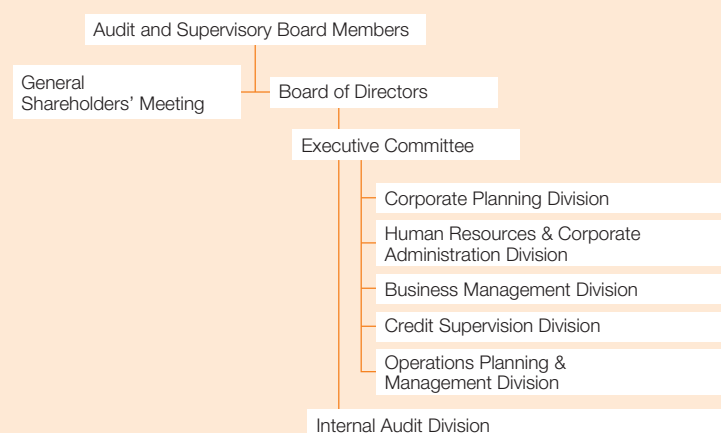 Audit and Supervisory Board Members
General
Shareholders’ Meeting
Board of Directors
Executive Committee
Corporate Planning Division
Human Resources & Corporate
Administration Division
Business Management Division
Credit Supervision Division
Operations Planning &
Management Division
Internal Audit Division